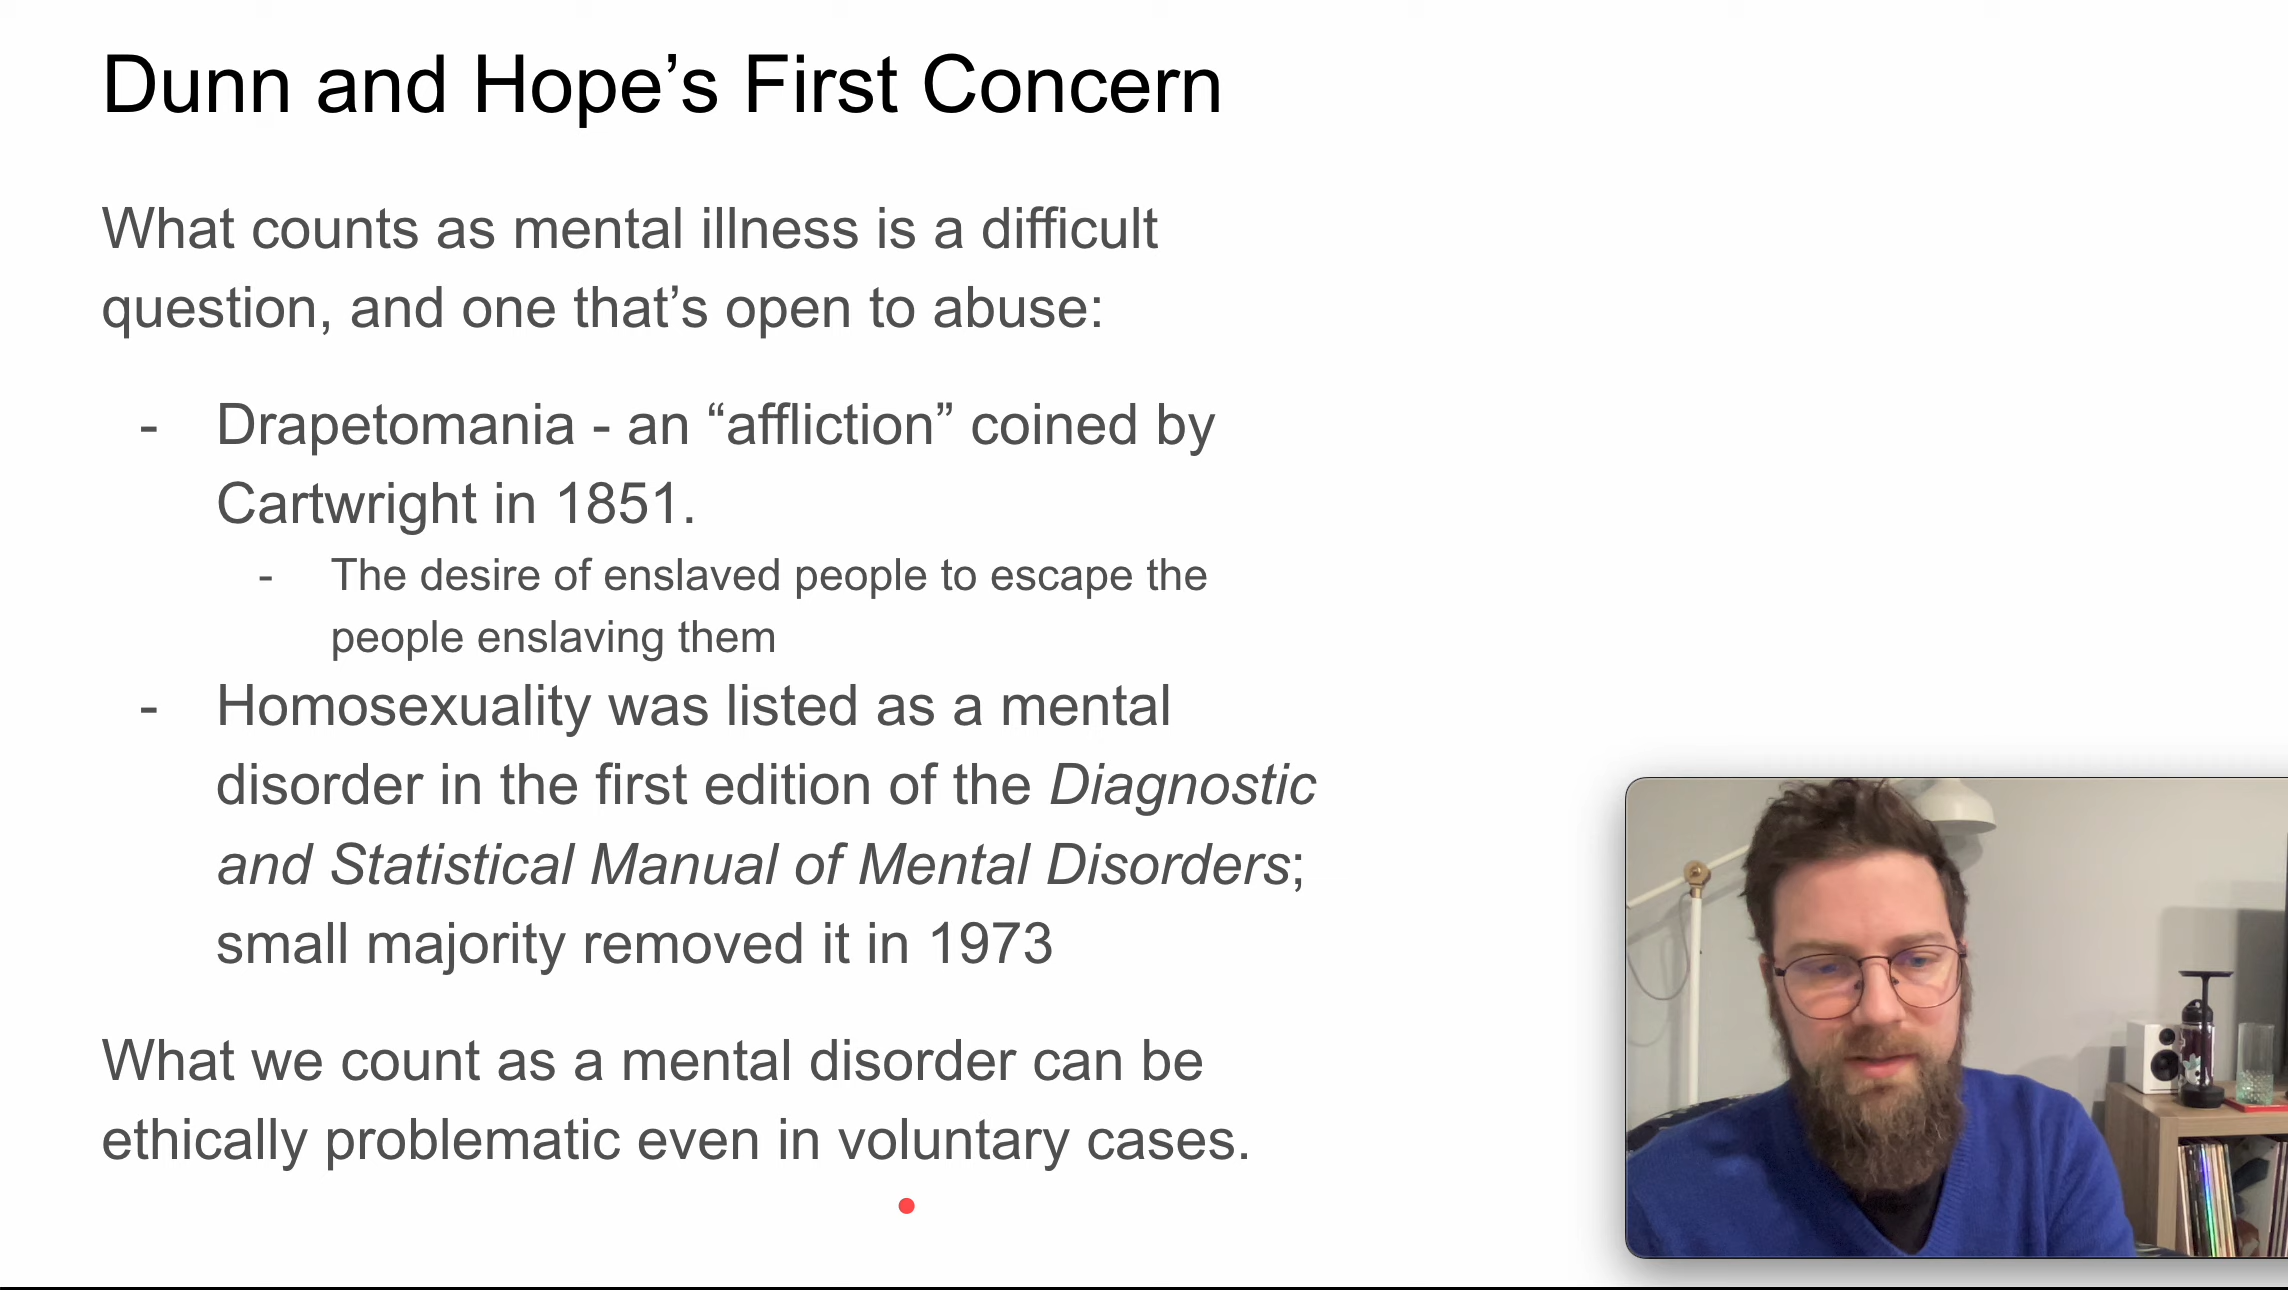 Dunn and Hope’s First Concern
What counts as mental illness is a difficult
question, and one that’s open to abuse:
- Drapetomania - an “affliction” coined by
Cartwright in 1851.
- The desire of enslaved people to escape the
people enslaving them
- Homosexuality was listed as a mental
disorder in the first edition of the Diagnostic
and Statistical Manual of Mental Disorders;
small majority removed it in 1973
What we count as a mental disorder can be
ethically problematic even in voluntary cases.